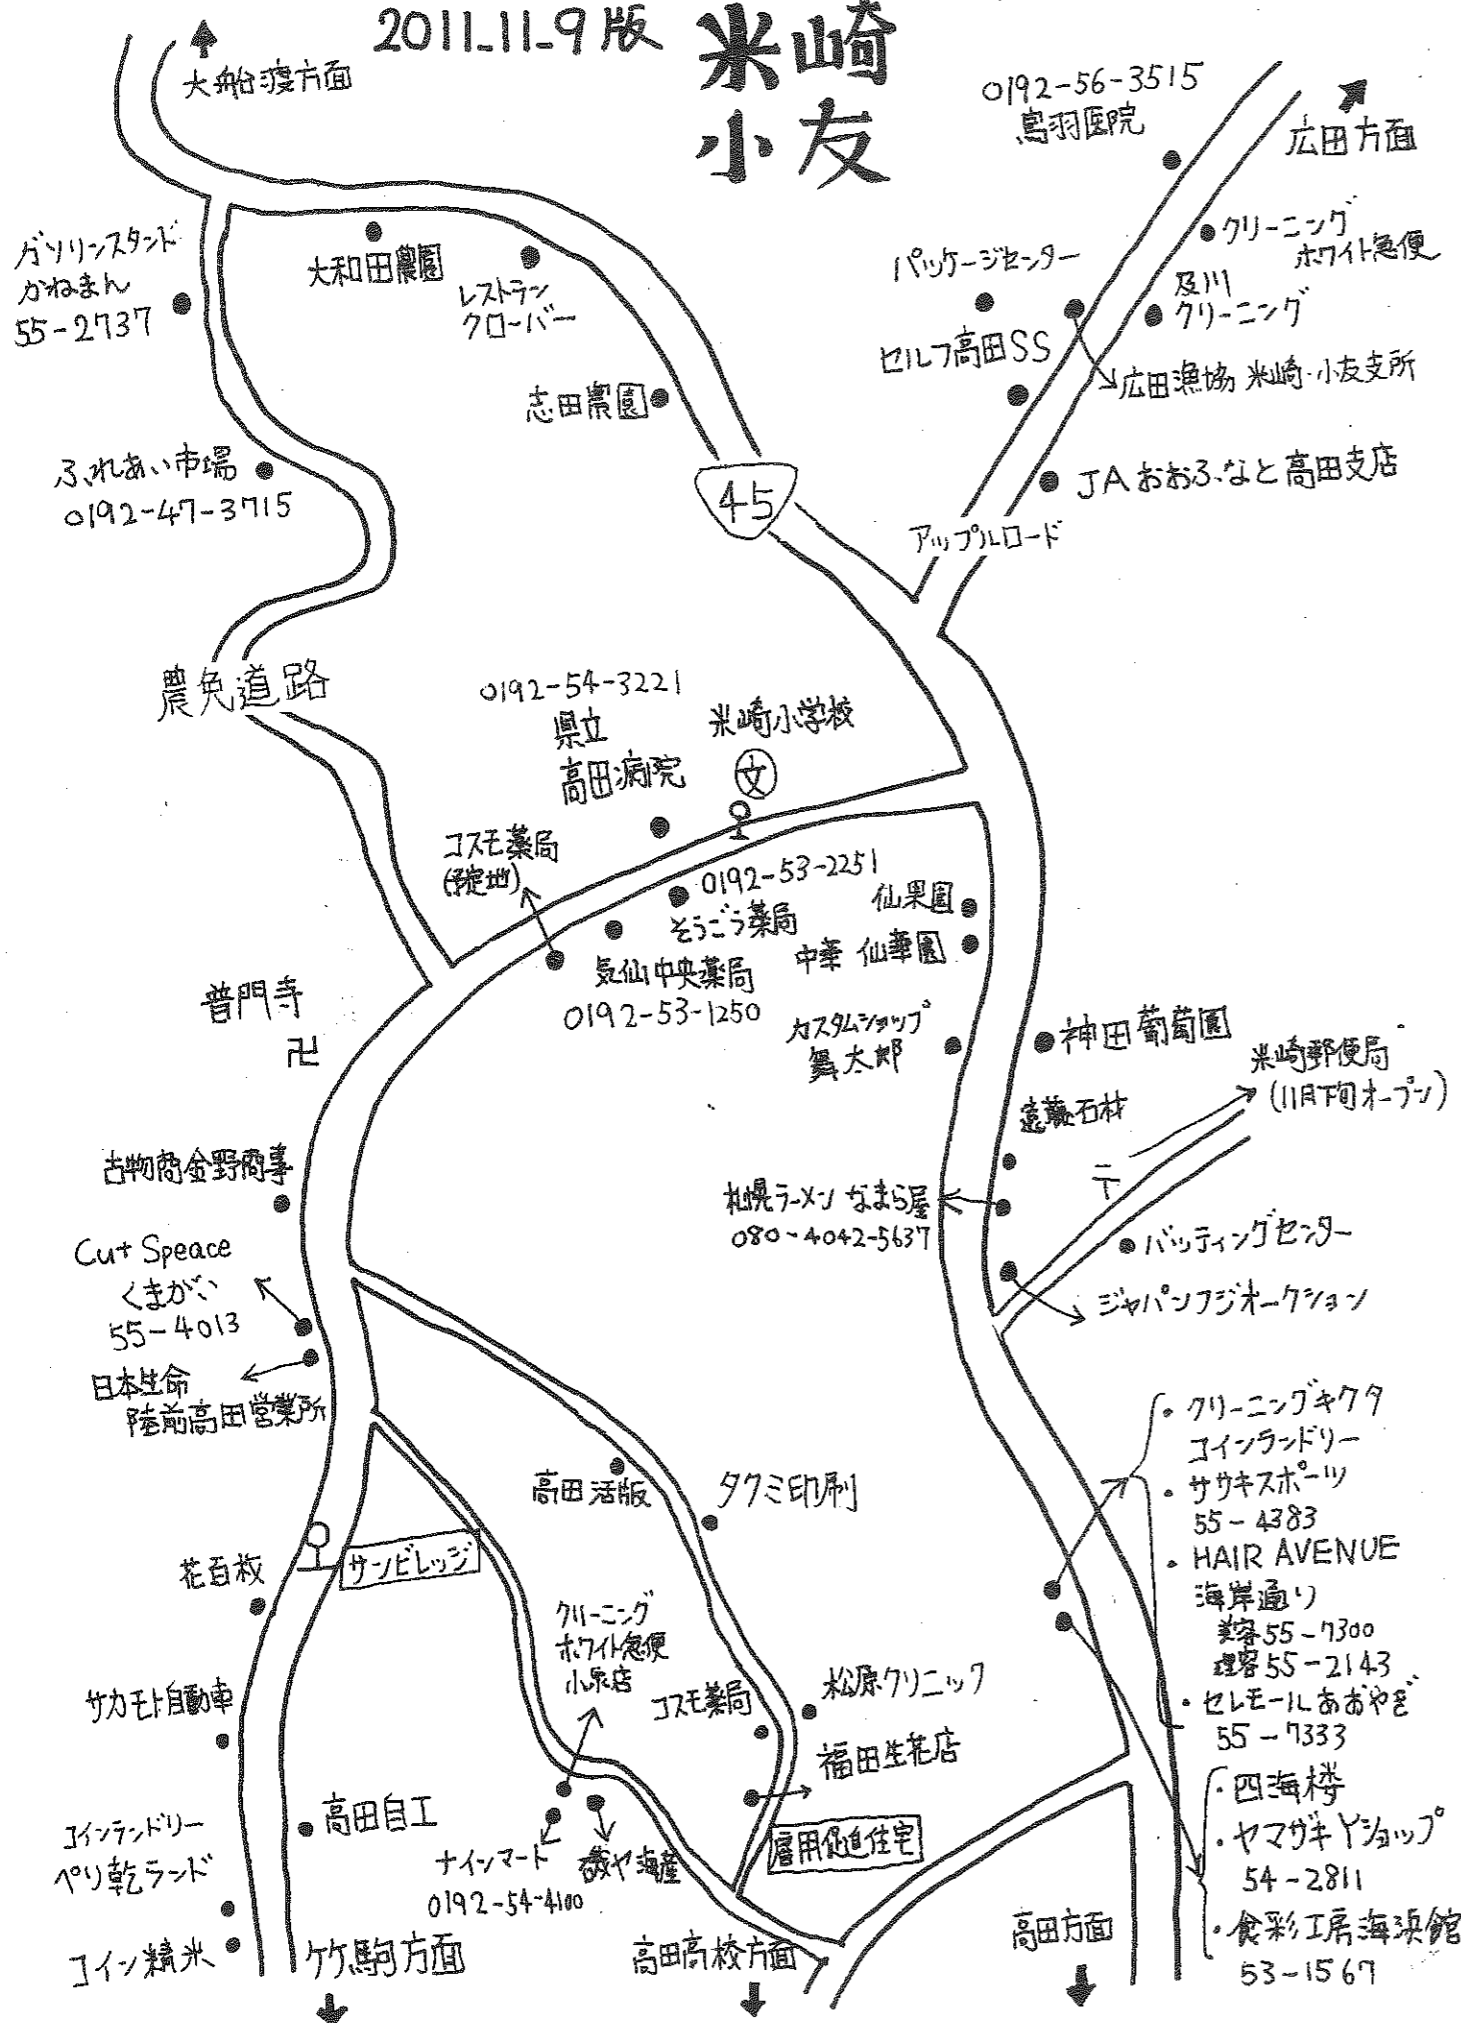 2011-11-9版
米崎
小友
大船渡方面
0192-56-3515
鳥羽医院
広田方面
クリーニング
ホワイト急便
ガソリンスタンド
かねまん
55-2737
大和田農園
レストラン
クローバー
パッケージセンター
及川
クリーニング
セルフ高田SS
広田漁協 米崎・小友支所
志田農園
ふれあい市場
0192-47-3715
45
JAおおふなと高田支店
アップルロード
農免道路
0192-54-3221
県立
高田病院
米崎小学校
文
コスモ薬局
(予定地)
0192-53-2251
そうごう薬局
気仙中央薬局
0192-53-1250
仙果園
中華 仙華園
普門寺
卍
カスタムショップ
舞太郎
神田葡萄園
米崎郵便局
(11月下旬オープン)
遠藤石材
〒
古物商金野商事
札幌ラーメン なまら屋
080-4042-5637
バッティングセンター
ジャパンフジオークション
Cut Speace
くまがい
55-4013
日本生命
陸前高田営業所
高田活版
タクミ印刷
・クリーニングキクタ
コインランドリー
・ササキスポーツ
55-4383
・HAIR AVENUE
海岸通り
美容55-7300
理容55-2143
・セレモールあおやぎ
55-7333
花百枚
サンビレッジ
クリーニング
ホワイト急便
小泉店
サカモト自動車
コスモ薬局
松原クリニック
福田生花店
・四海楼
・ヤマザキYショップ
54-2811
・食彩工房海浜館
53-1567
コインランドリー
ペリ乾ランド
高田自工
ナインマート
0192-54-4100
磯ヤ海産
雇用促進住宅
コイン精米
竹駒方面
高田高校方面
高田方面